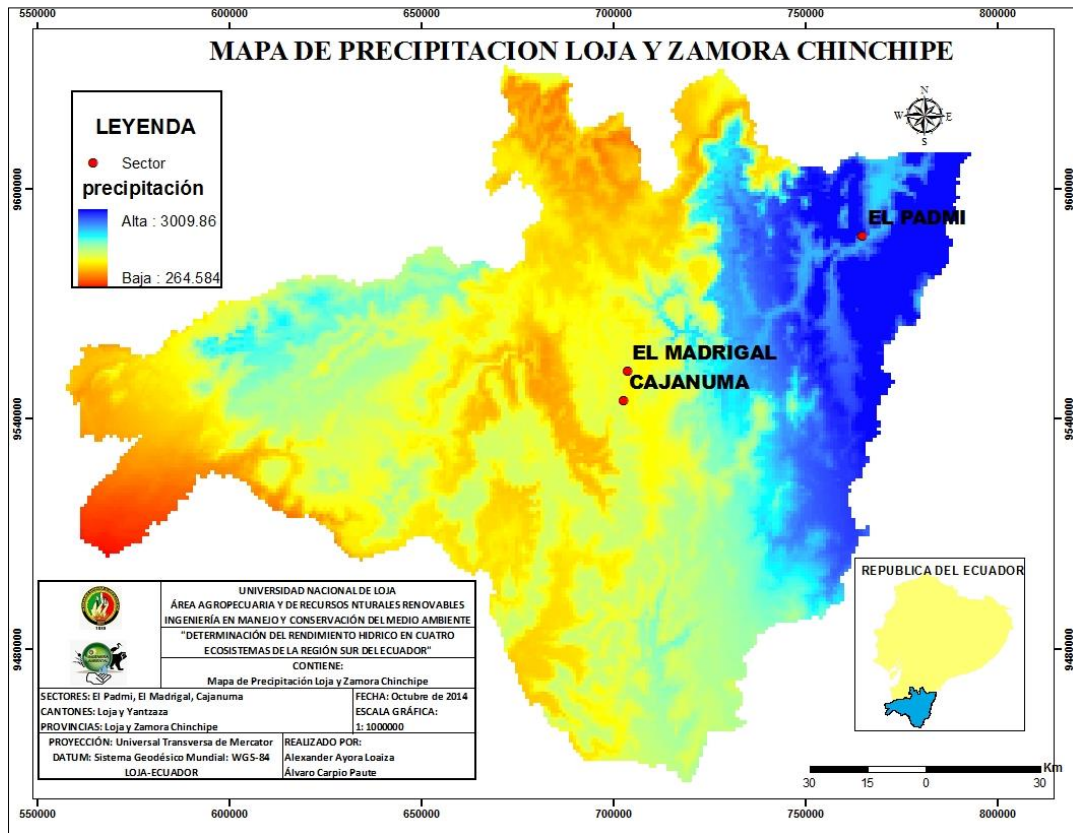 550000 600000 650000 700000 750000 800000
MAPA DE PRECIPITACION LOJA Y ZAMORA CHINCHIPE
LEYENDA
Sector
precipitación
Alta : 3009.86
Baja : 264.584
N
W E
S
9600000 9600000
EL PADMI
EL MADRIGAL
CAJANUMA
9540000 9540000
REPUBLICA DEL ECUADOR
9480000 9480000
UNIVERSIDAD NACIONAL DE LOJA
ÁREA AGROPECUARIA Y DE RECURSOS NTURALES RENOVABLES
INGENIERÍA EN MANEJO Y CONSERVACIÓN DEL MEDIO AMBIENTE
"DETERMINACIÓN DEL RENDIMIENTO HIDRICO EN CUATRO
ECOSISTEMAS DE LA REGIÓN SUR DEL ECUADOR"
CONTIENE:
Mapa de Precipitación Loja y Zamora Chinchipe
SECTORES: El Padmi, El Madrigal, Cajanuma
CANTONES: Loja y Yantzaza
PROVINCIAS: Loja y Zamora Chinchipe
FECHA: Octubre de 2014
ESCALA GRÁFICA:
1: 1000000
PROYECCIÓN: Universal Transversa de Mercator
DATUM: Sistema Geodésico Mundial: WGS-84
LOJA-ECUADOR
REALIZADO POR:
Alexander Ayora Loaiza
Álvaro Carpio Paute
Km
30 15 0 30
550000 600000 650000 700000 750000 800000